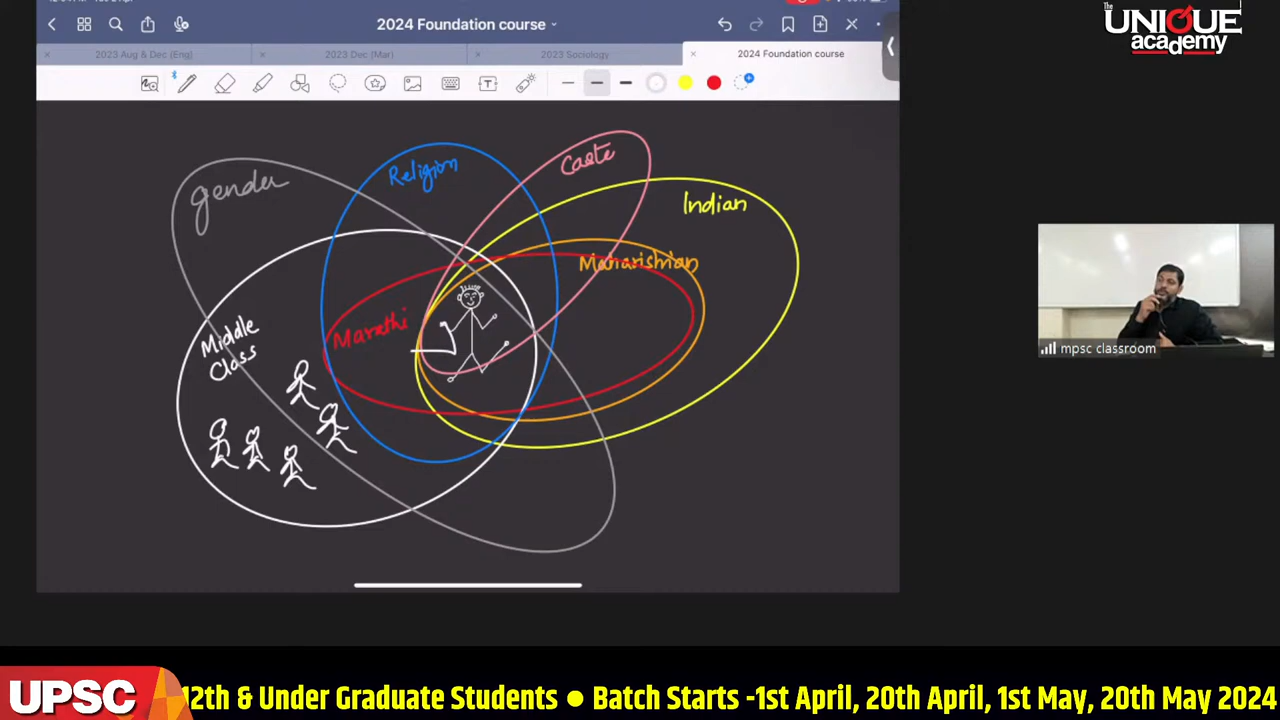 2024 Foundation course
2023 Aug & Dec (Eng)
2023 Dec (Mar)
2023 Sociology
2024 Foundation course
The
UNIQUE
academy
gender
Religion
Caste
Indian
Maharishian
Marathi
Middle
Class
mpsc classroom
UPSC
12th & Under Graduate Students ● Batch Starts -1st April, 20th April, 1st May, 20th May 2024